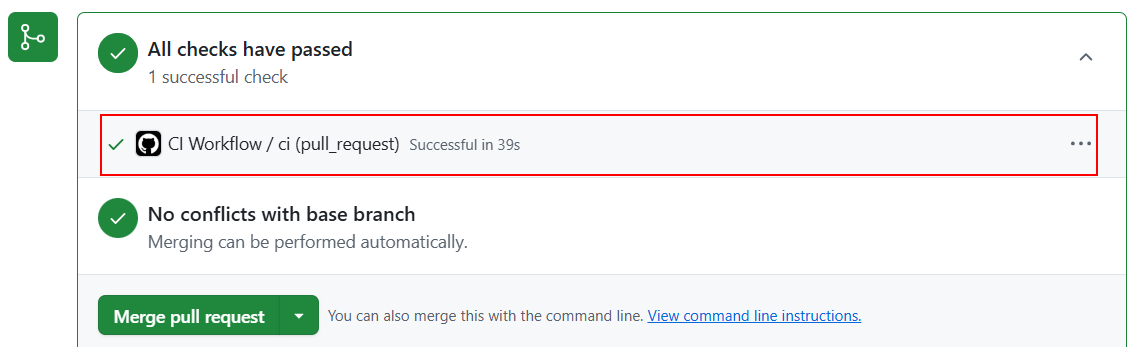 All checks have passed
1 successful check
CI Workflow / ci (pull_request) Successful in 39s
No conflicts with base branch
Merging can be performed automatically.
Merge pull request You can also merge this with the command line. View command line instructions.